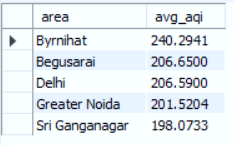 area avg_aqi
Byrnihat 240.2941
Begusarai 206.6500
Delhi 206.5900
Greater Noida 201.5204
Sri Ganganagar 198.0733